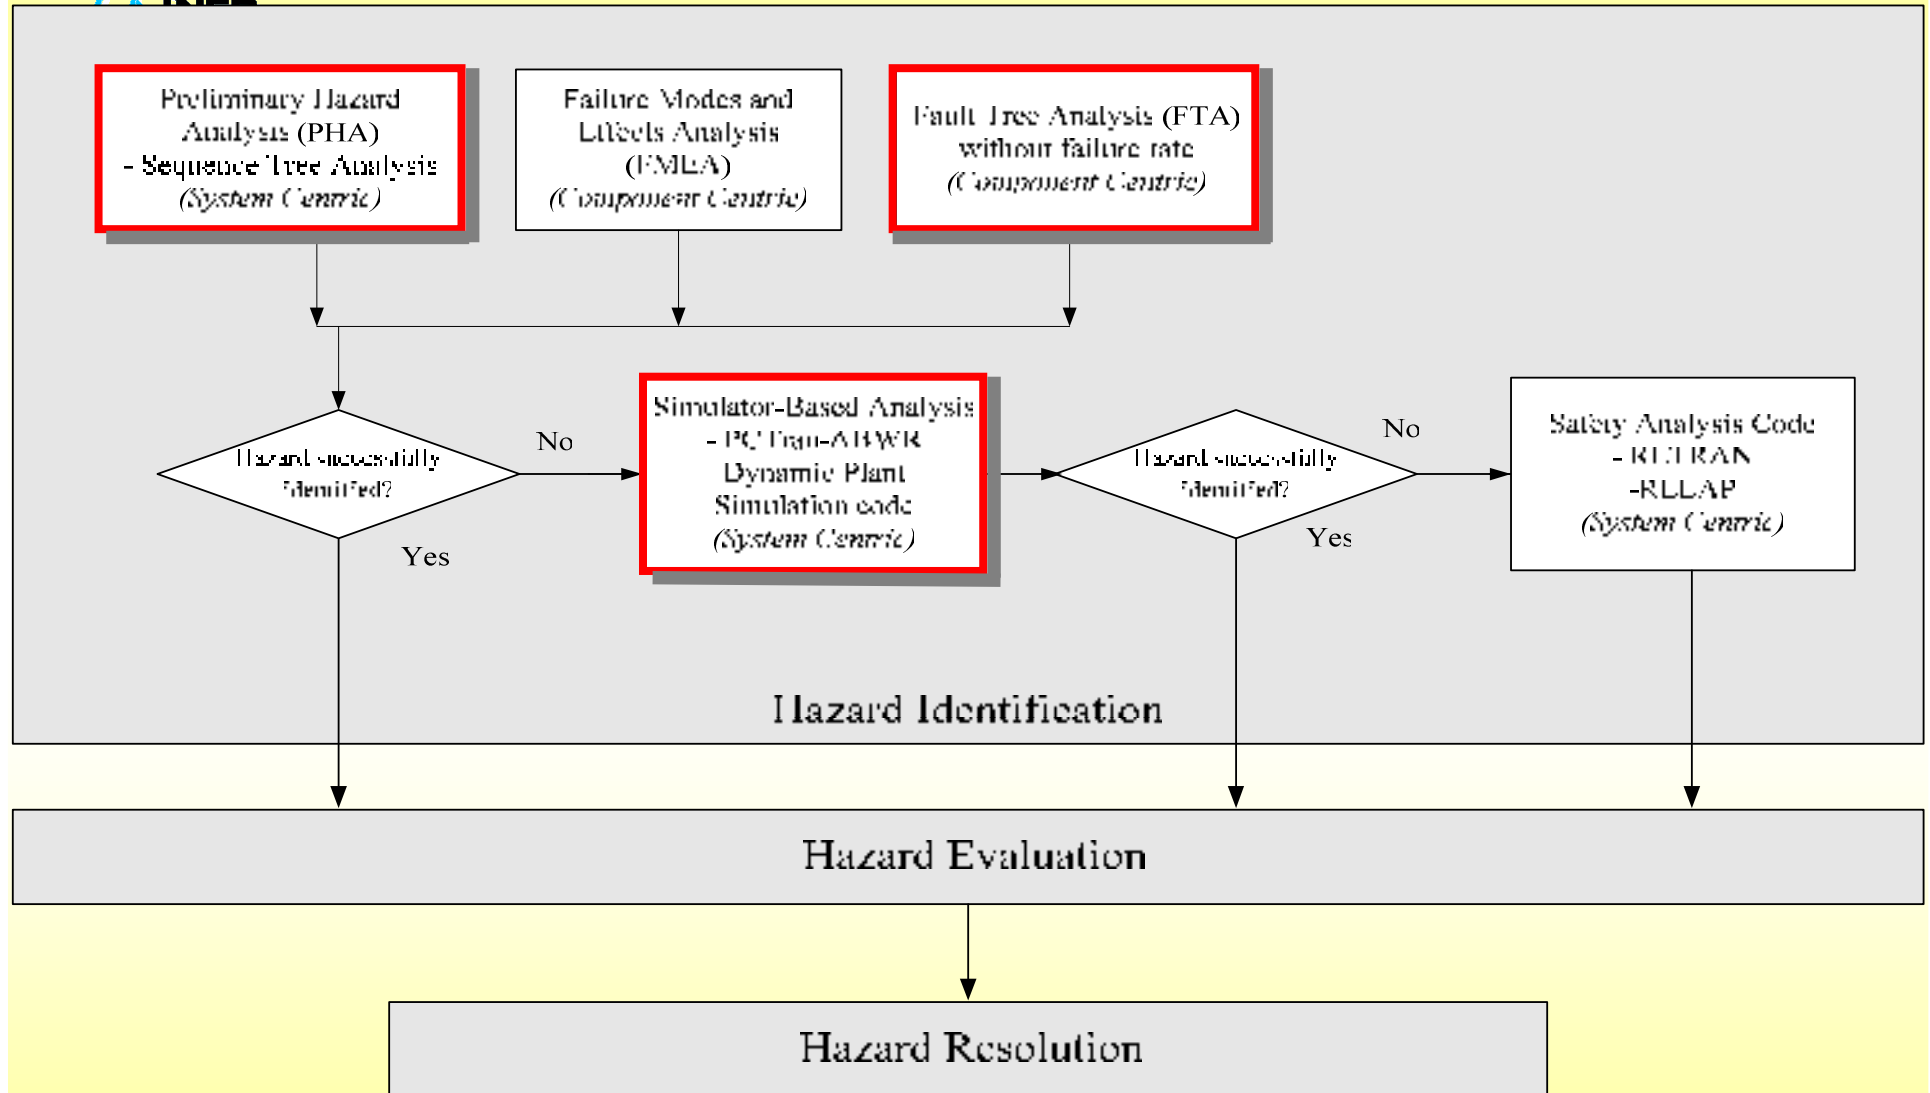 INER
Preliminary Hazard
Analysis (PHA)
- Sequence Tree Analysis
(System Centric)
Failure Modes and
Effects Analysis
(FMEA)
(Component Centric)
Fault Tree Analysis (FTA)
without failure rate
(Component Centric)
Hazard successfully
identified?
No
Yes
Simulator-Based Analysis
- PCTran-ABWR
Dynamic Plant
Simulation code
(System Centric)
Hazard successfully
identified?
No
Yes
Safety Analysis Code
- RETRAN
-RELAP
(System Centric)
Hazard Identification
Hazard Evaluation
Hazard Resolution